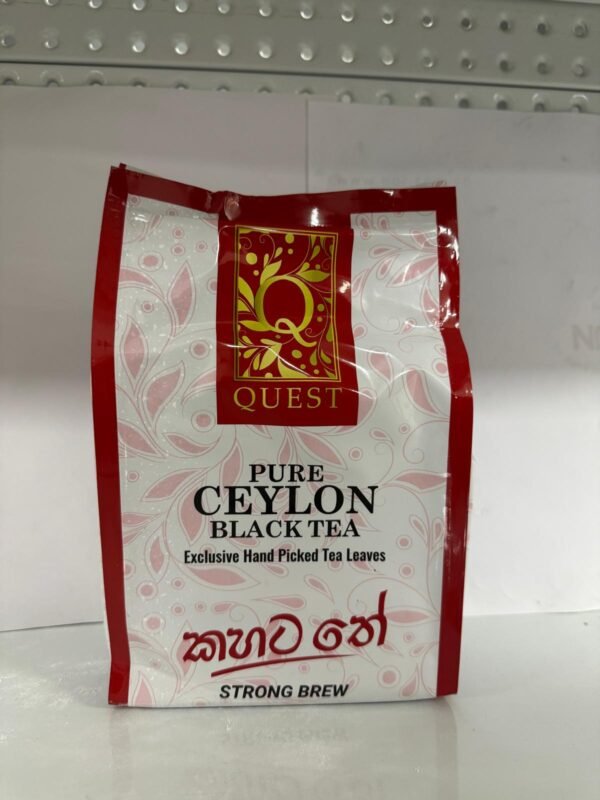 Q
QUEST
PURE
CEYLON
BLACK TEA
Exclusive Hand Picked Tea Leaves
කහට තේ
STRONG BREW